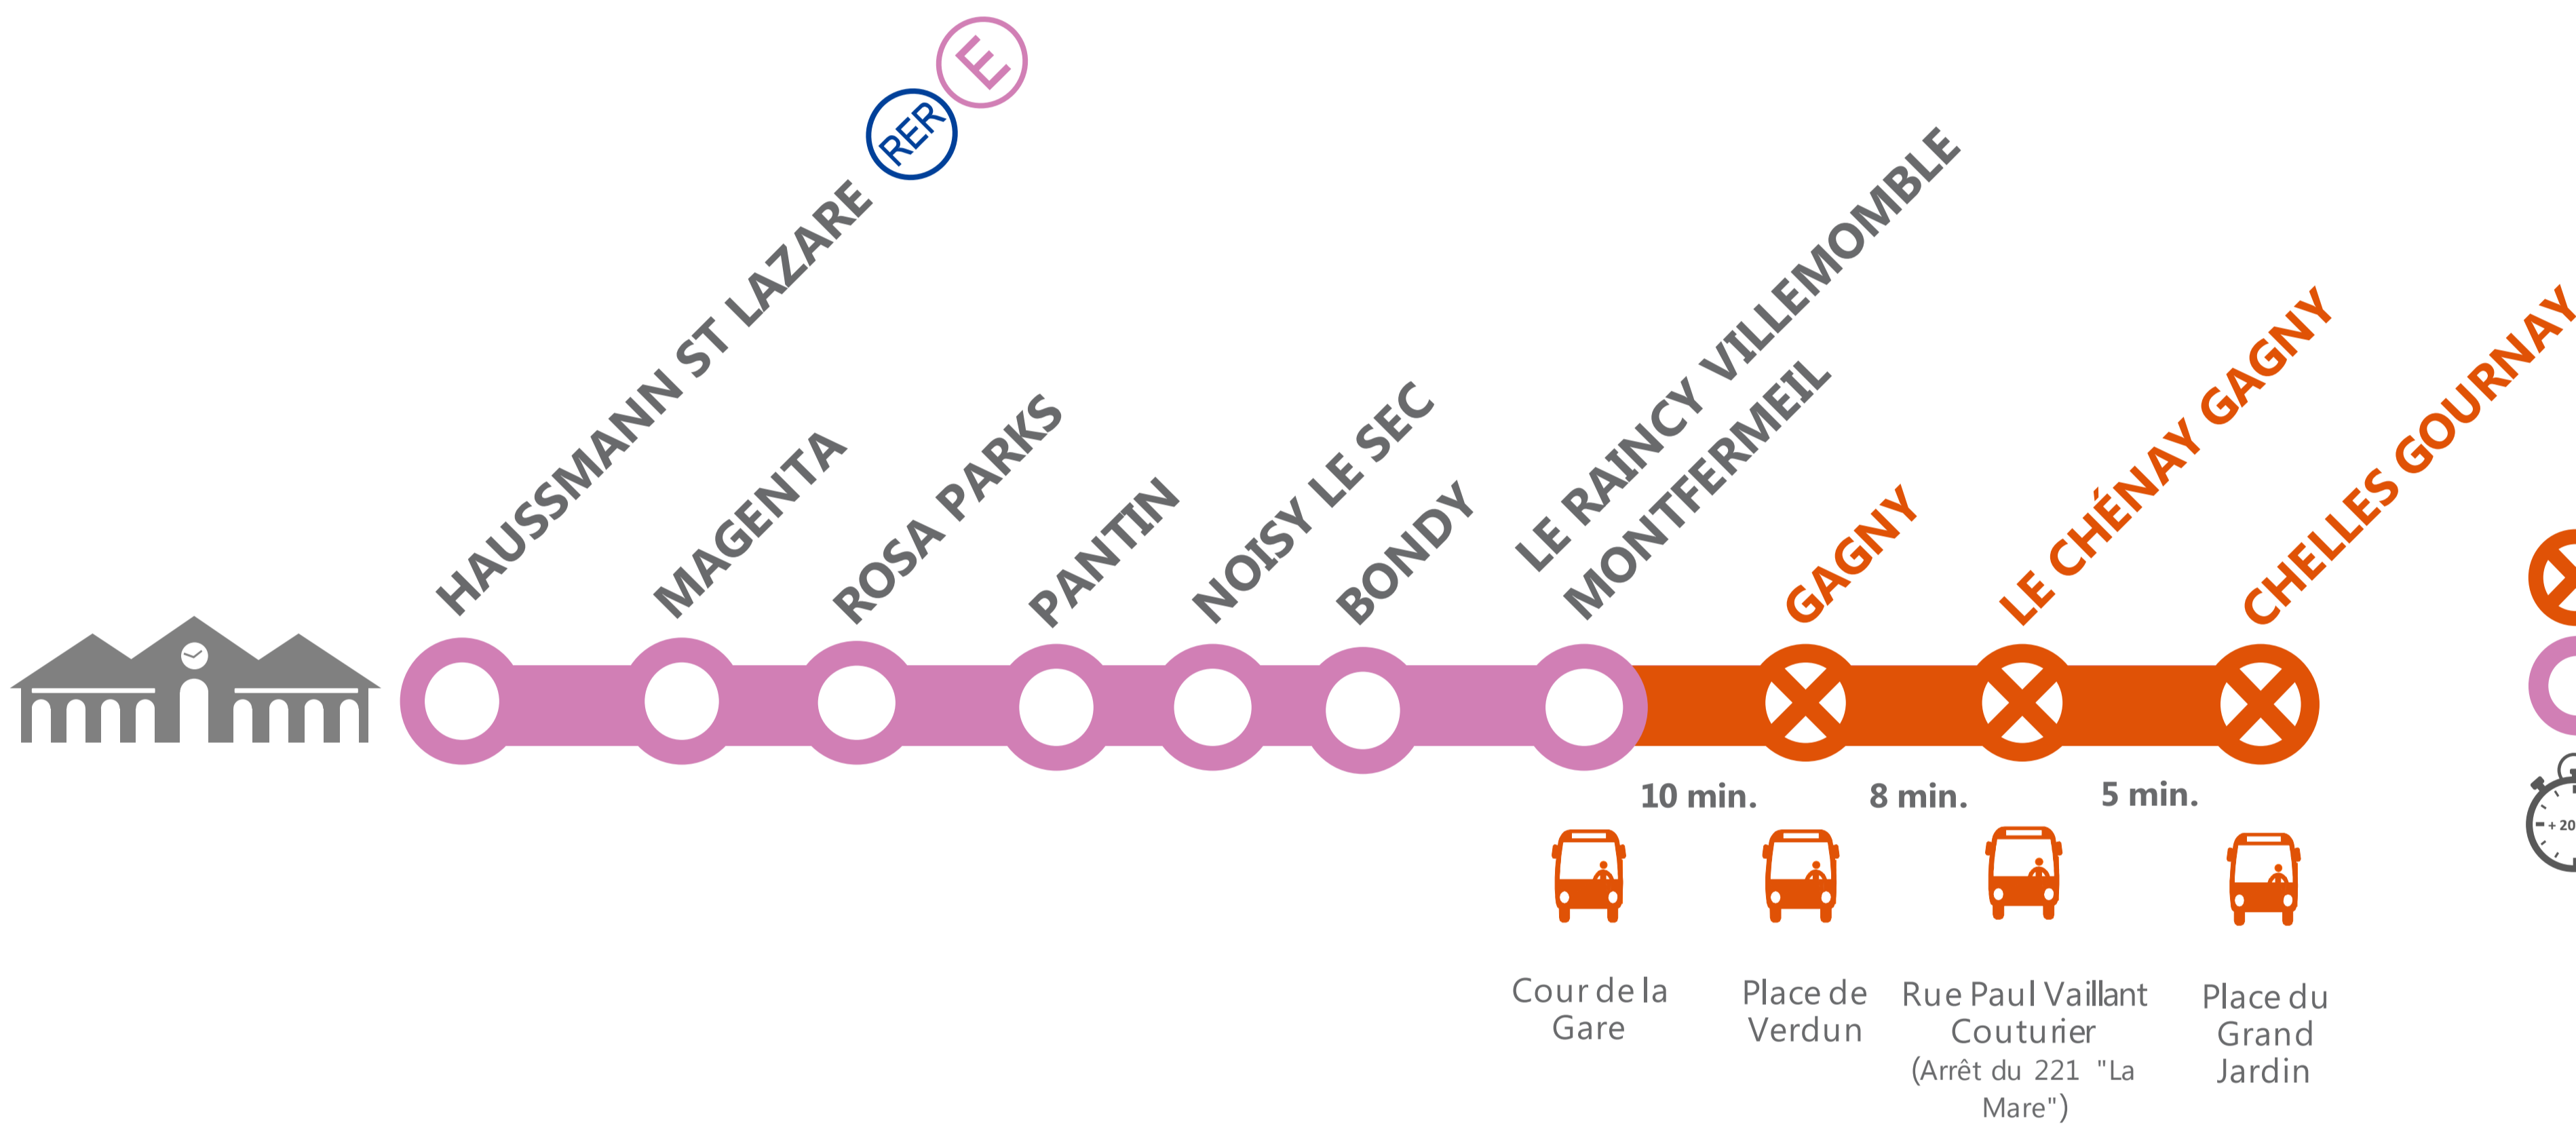 RER E
HAUSSMANN ST LAZARE
MAGENTA
ROSA PARKS
PANTIN
NOISY LE SEC
BONDY
LE RAINCY VILLEMOMBLE
MONTFERMEIL
GAGNY
LE CHÉNAY GAGNY
CHELLES GOURNAY
10 min.
8 min.
5 min.
+ 20
Cour de la
Gare
Place de
Verdun
Rue Paul Vaillant
Couturier
(Arrêt du 221 "La
Mare")
Place du
Grand
Jardin